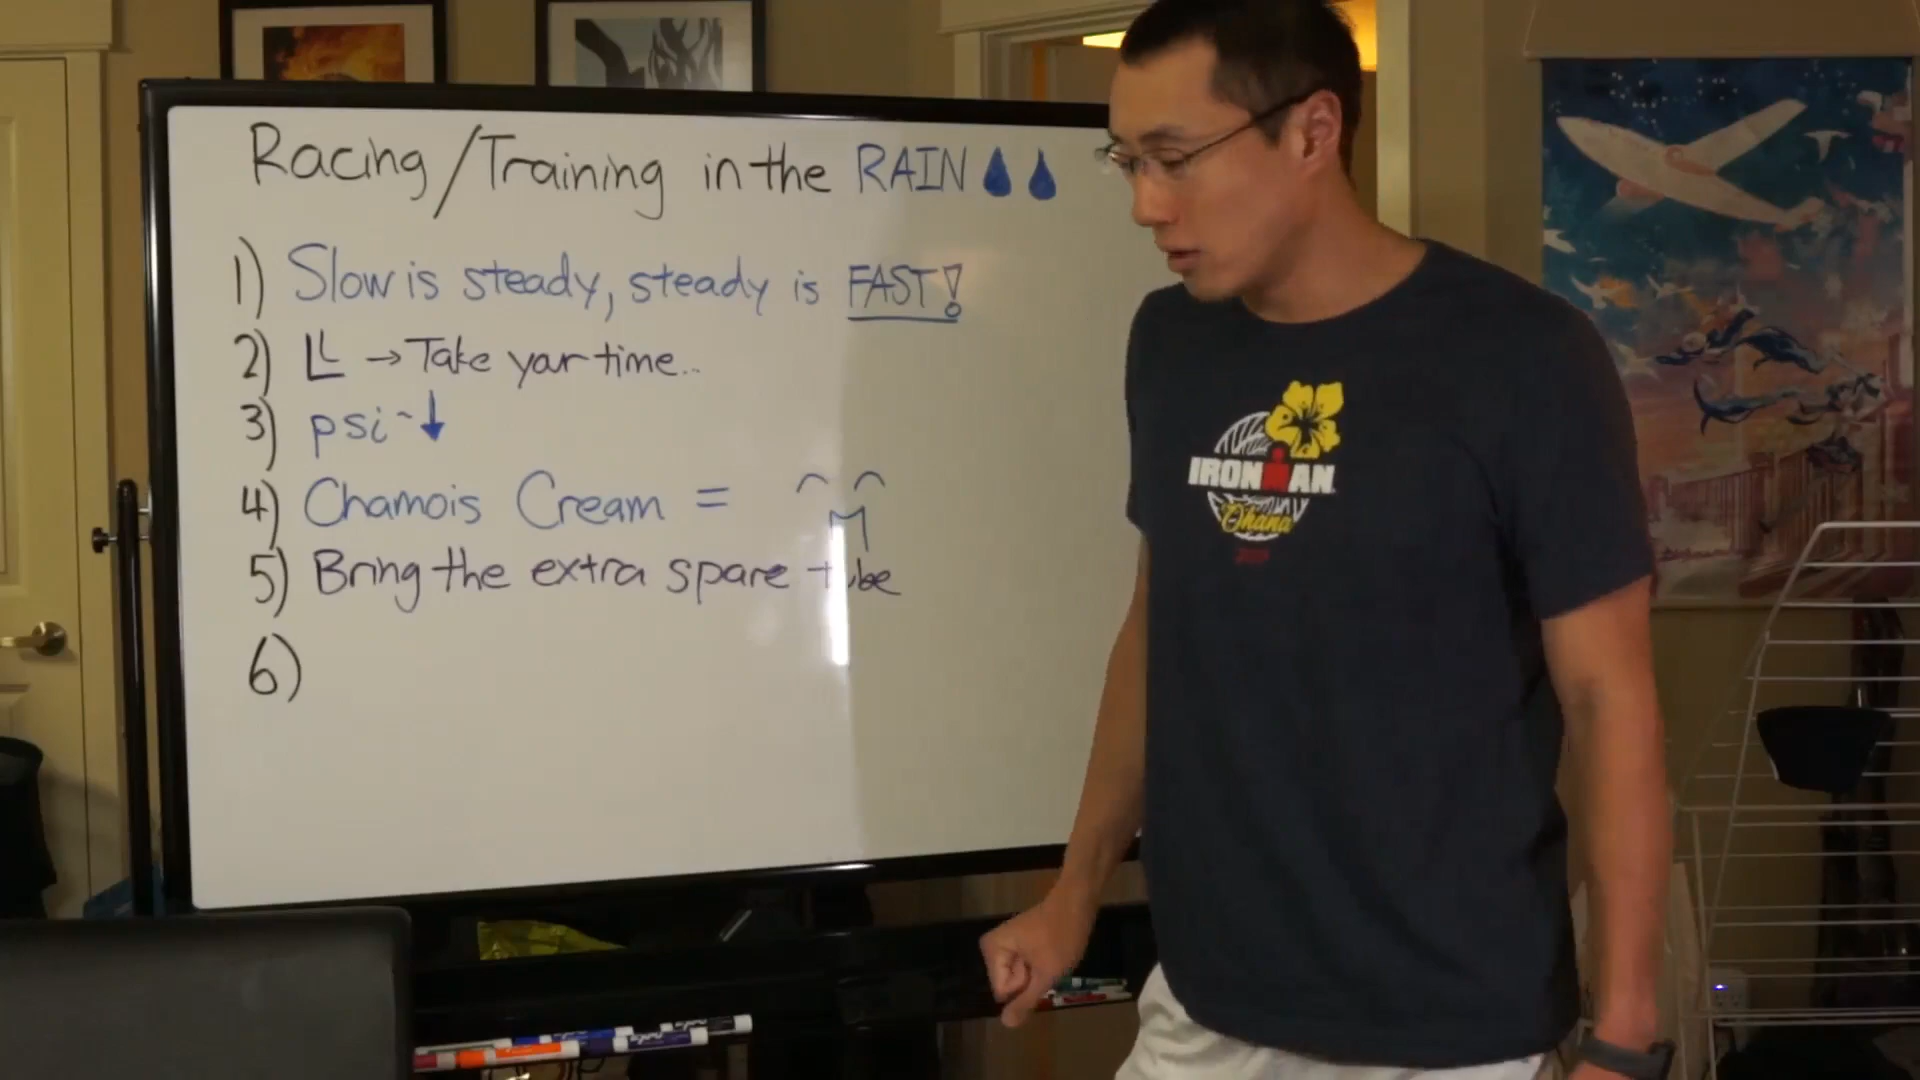 Racing/Training in the RAIN
1) Slow is steady, steady is FAST!
2) LL → Take your time..
3) psi ~ ↓
4) Chamois Cream =
5) Bring the extra spare tube
6)
IRONMAN
Ohana